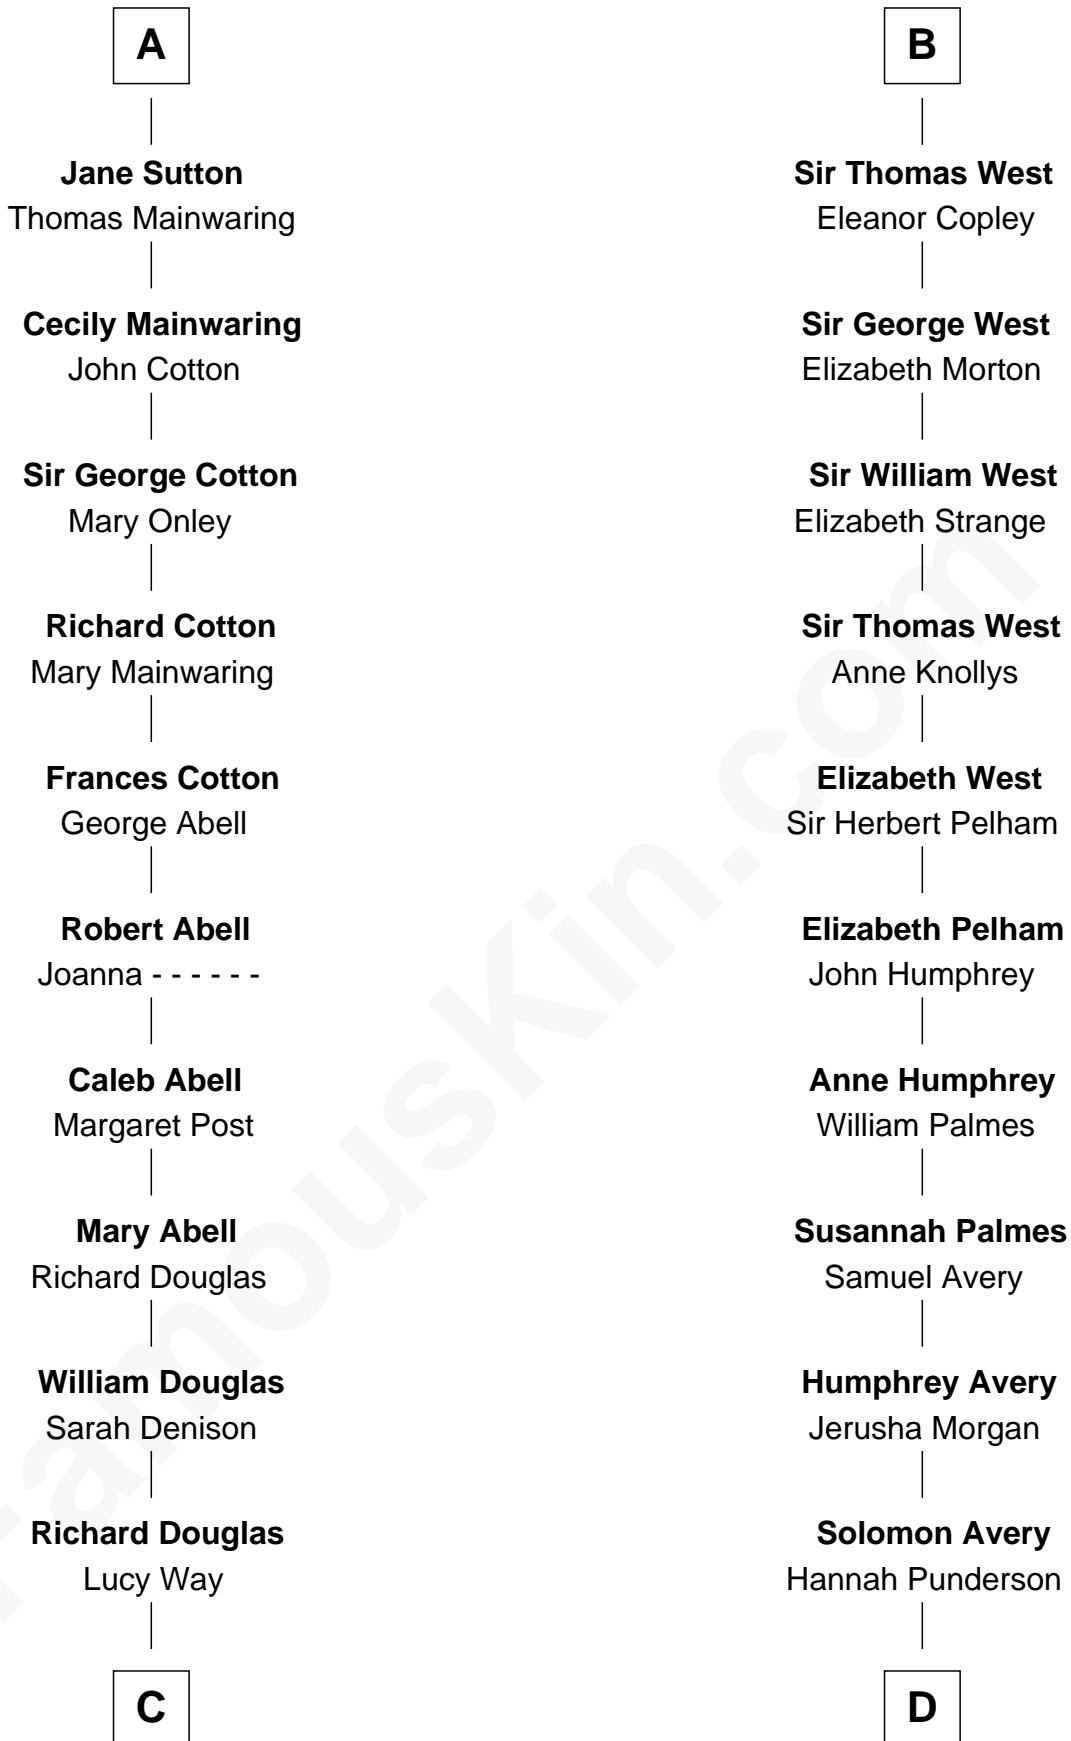 A
Jane Sutton
Thomas Mainwaring
Cecily Mainwaring
John Cotton
Sir George Cotton
Mary Onley
Richard Cotton
Mary Mainwaring
Frances Cotton
George Abell
Robert Abell
Joanna - - - - - -
Caleb Abell
Margaret Post
Mary Abell
Richard Douglas
William Douglas
Sarah Denison
Richard Douglas
Lucy Way
C
B
Sir Thomas West
Eleanor Copley
Sir George West
Elizabeth Morton
Sir William West
Elizabeth Strange
Sir Thomas West
Anne Knollys
Elizabeth West
Sir Herbert Pelham
Elizabeth Pelham
John Humphrey
Anne Humphrey
William Palmes
Susannah Palmes
Samuel Avery
Humphrey Avery
Jerusha Morgan
Solomon Avery
Hannah Punderson
D
FamousKin.com